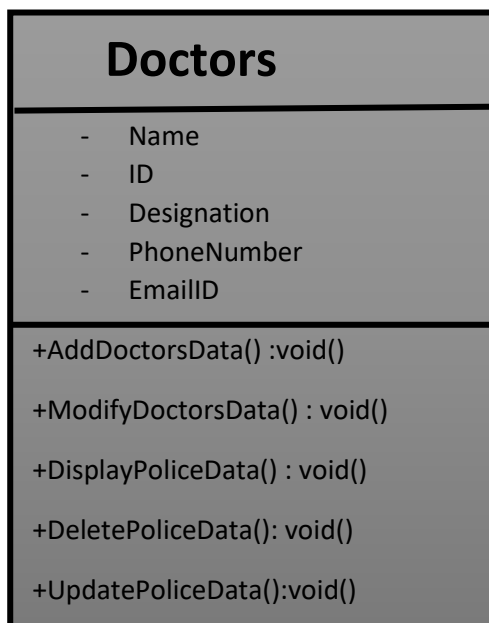 Doctors
- Name
- ID
- Designation
- PhoneNumber
- EmailID
+AddDoctorsData() :void()
+ModifyDoctorsData() : void()
+DisplayPoliceData() : void()
+DeletePoliceData(): void()
+UpdatePoliceData():void()